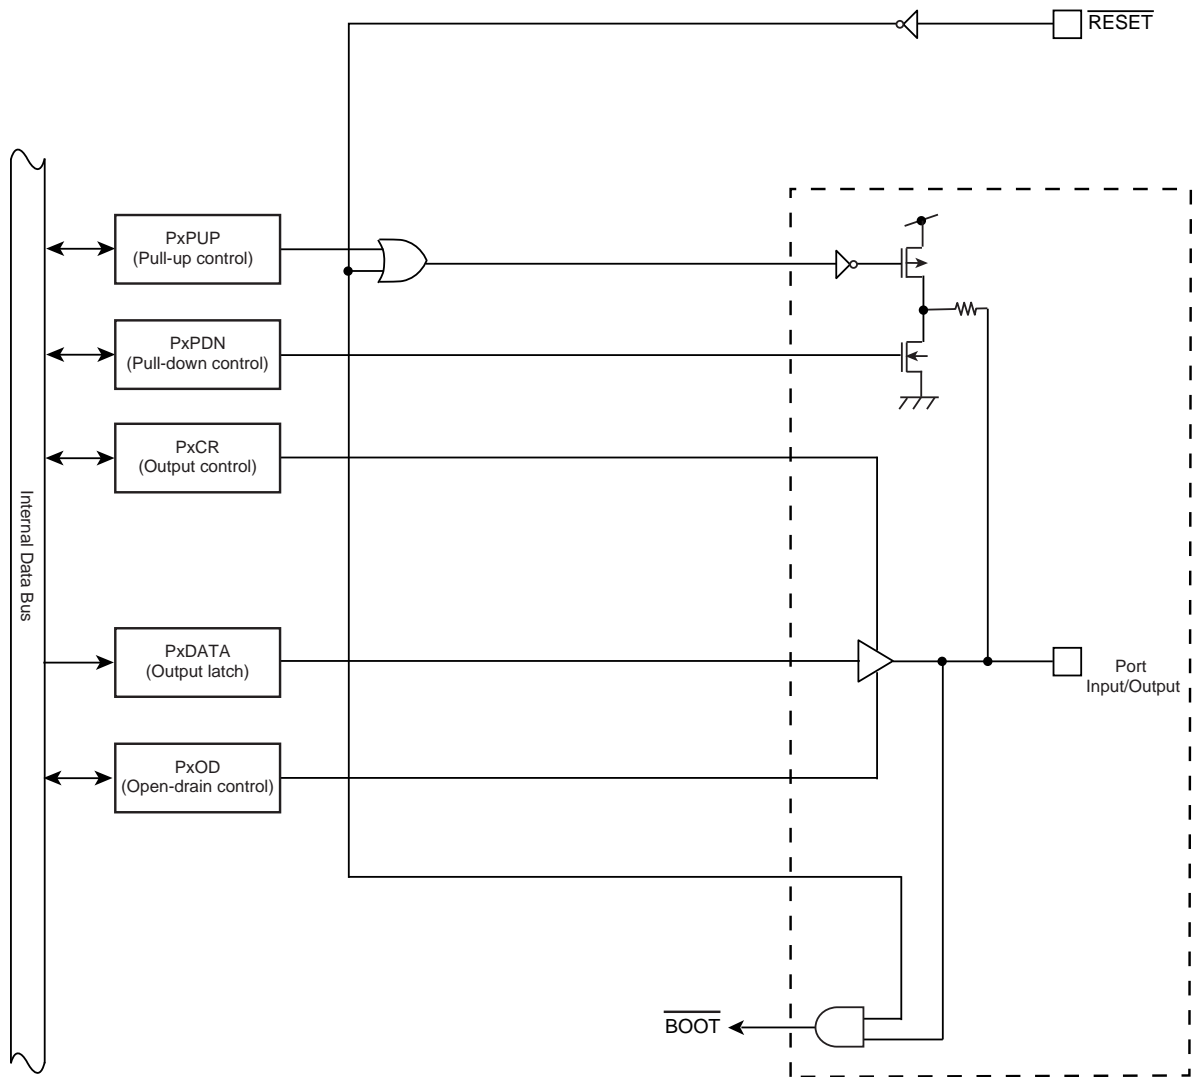 RESET
PxPUP
(Pull-up control)
PxPDN
(Pull-down control)
PxCR
(Output control)
Internal Data Bus
PxDATA
(Output latch)
Port
Input/Output
PxOD
(Open-drain control)
BOOT